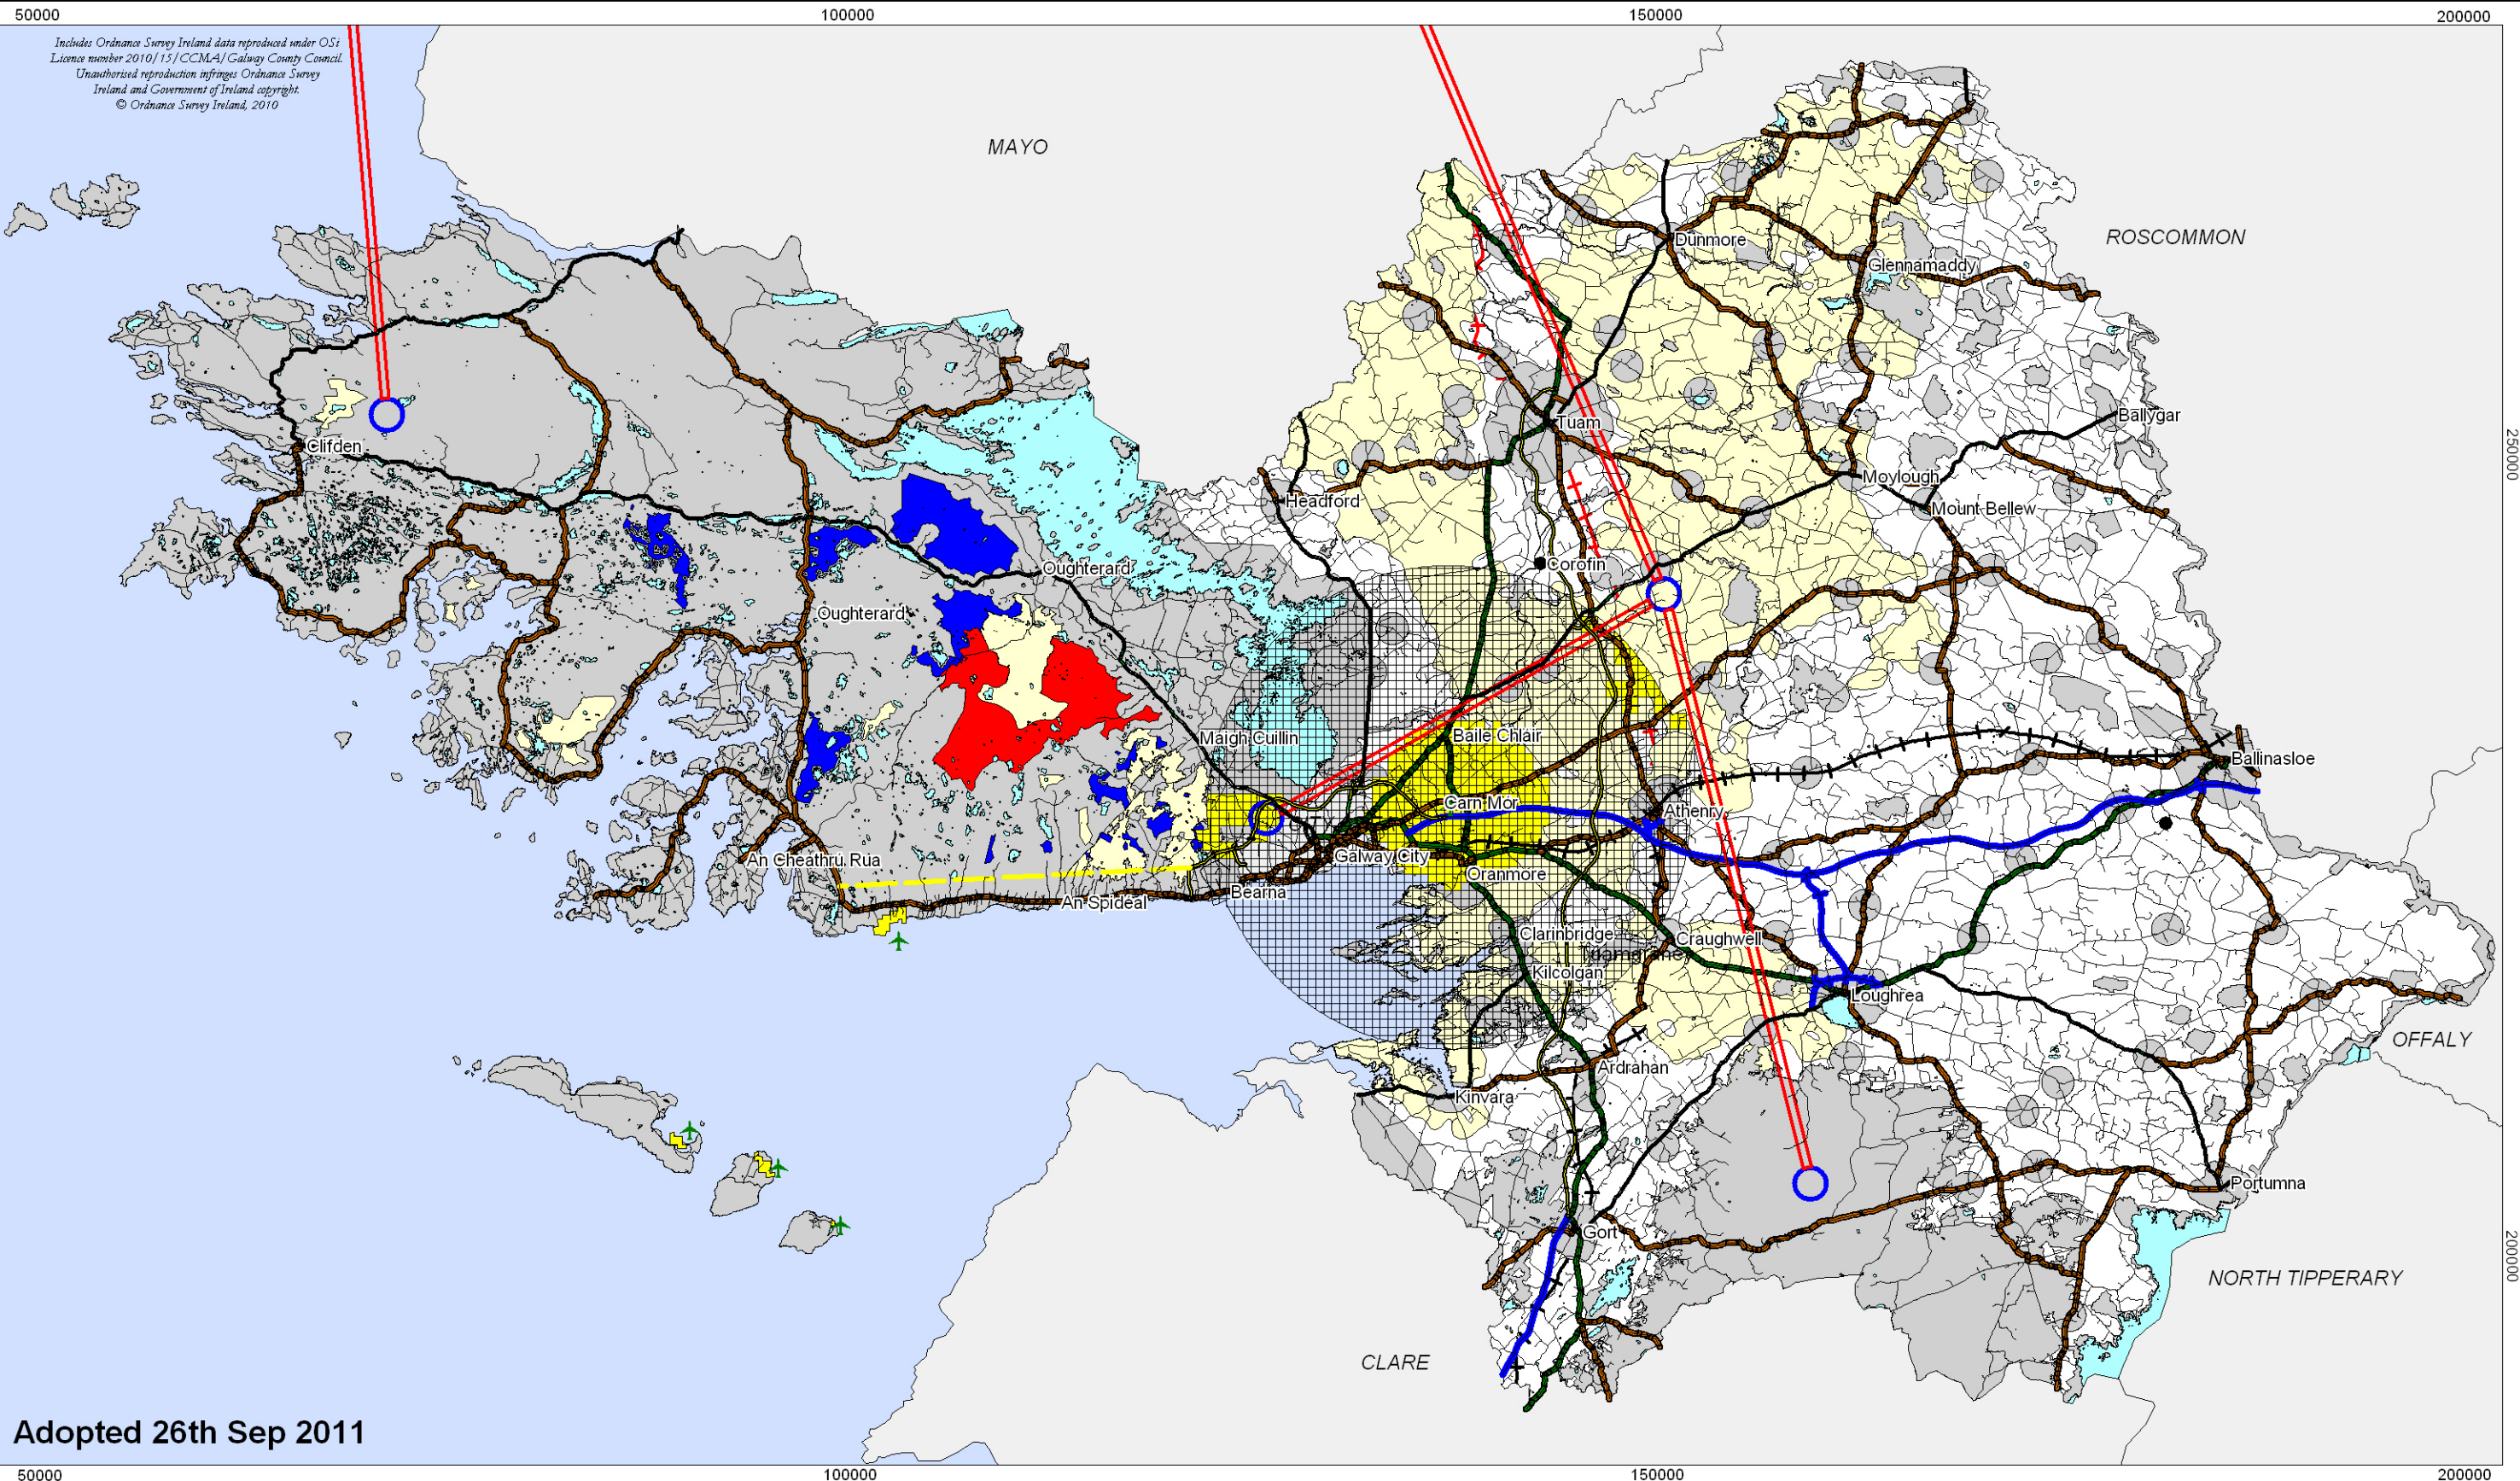 50000
100000
150000
200000
Includes Ordnance Survey Ireland data reproduced under OSi
Licence number 2010/15/CCMA/Galway County Council.
Unauthorised reproduction infringes Ordnance Survey
Ireland and Government of Ireland copyright.
© Ordnance Survey Ireland, 2010
MAYO
ROSCOMMON
Dunmore
Glennamaddy
Ballygar
Tuam
Clifden
250000
Moylough
Headford
Mount Bellew
Corofin
Oughterard
Oughterard
Baile Chláir
Maigh Cuillin
Ballinasloe
Carn Mór
Athenry
Galway City
An Cheathrú Rúa
Oranmore
Bearna
An Spideal
Clarinbridge
Craughwell
Kilcolgan
Loughrea
OFFALY
Ardrahan
Kinvara
Portumna
Gort
200000
NORTH TIPPERARY
CLARE
Adopted 26th Sep 2011
50000
100000
150000
200000